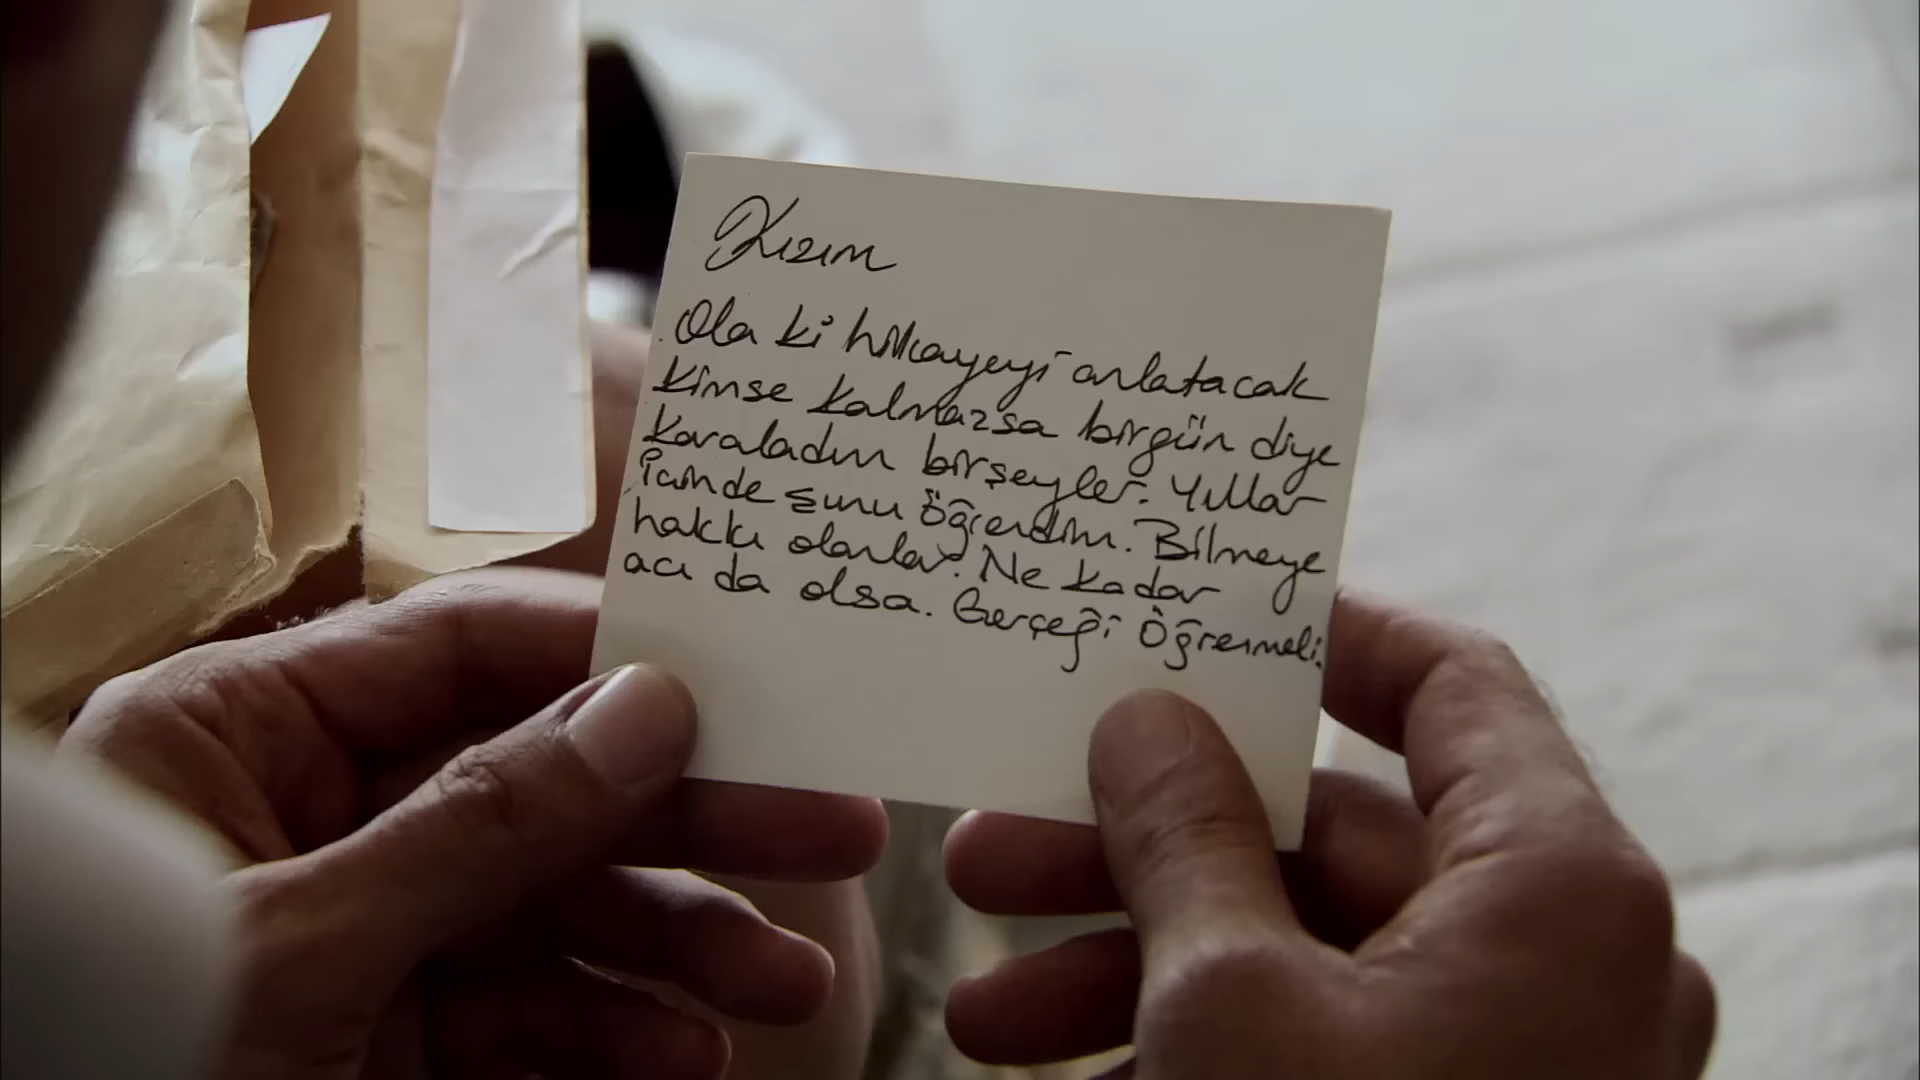 Kızım
Ola ki hikayeyi anlatacak
kimse kalmazsa birgün diye
karaladım birşeyler. Yıllar
içinde şunu öğrendim. Bilmeye
hakkı olanlar. Ne kadar
acı da olsa. Gerçeği Öğrenmeli.